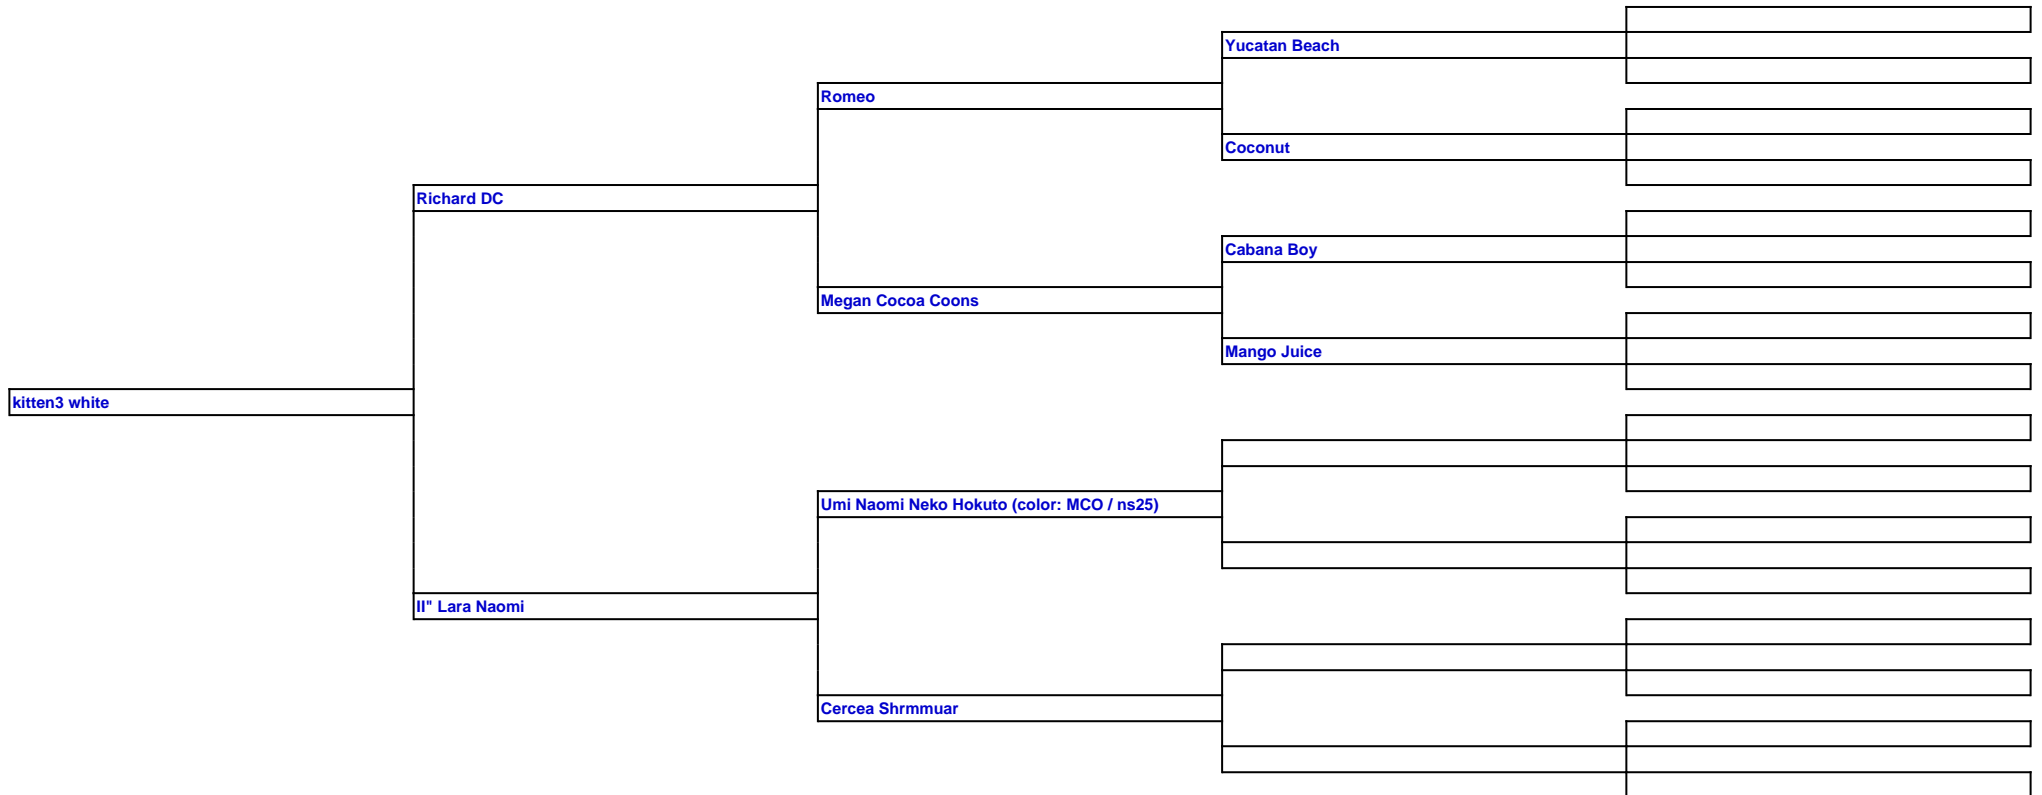 Yucatan Beach
Romeo
Coconut
Richard DC
Cabana Boy
Megan Cocoa Coons
Mango Juice
kitten3 white
Umi Naomi Neko Hokuto (color: MCO / ns25)
II" Lara Naomi
Cercea Shrmmuar